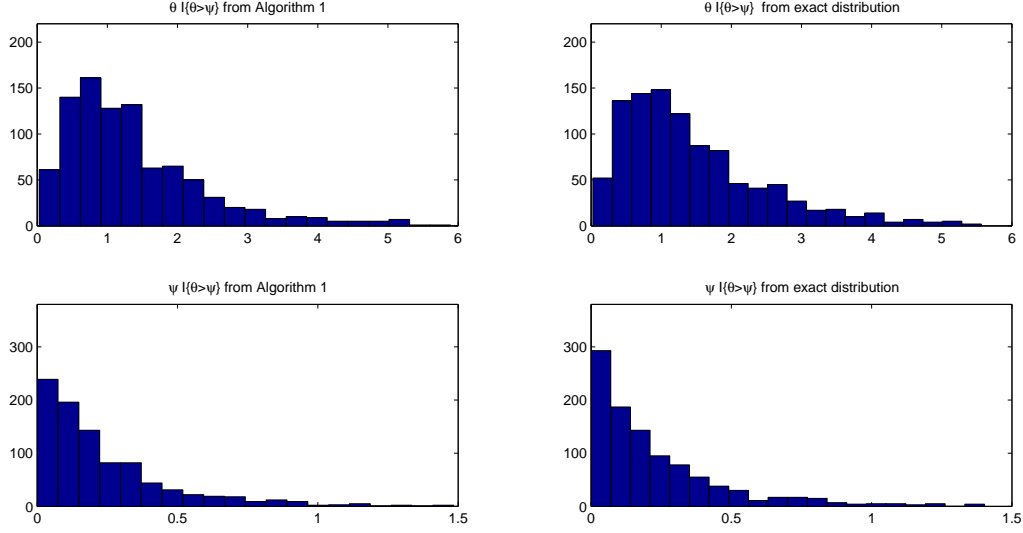 θ I{θ>ψ} from Algorithm 1
200
150
100
50
0
0 1 2 3 4 5 6
θ I{θ>ψ} from exact distribution
200
150
100
50
0
0 1 2 3 4 5 6
ψ I{θ>ψ} from Algorithm 1
300
200
100
0
0 0.5 1 1.5
ψ I{θ>ψ} from exact distribution
300
200
100
0
0 0.5 1 1.5